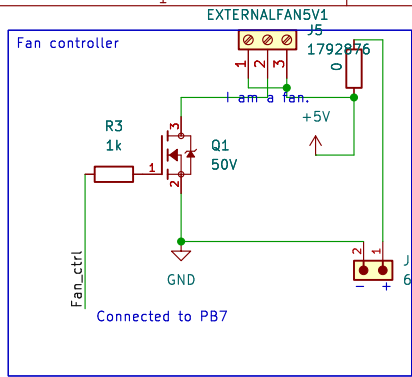 EXTERNALFAN5V1
Fan controller
J5
1792876
1 2 3
0
I am a fan.
+5V
R3
1k
3
Q1
50V
1
2
GND
Fan_ctrl
2 1
J
6
- +
Connected to PB7